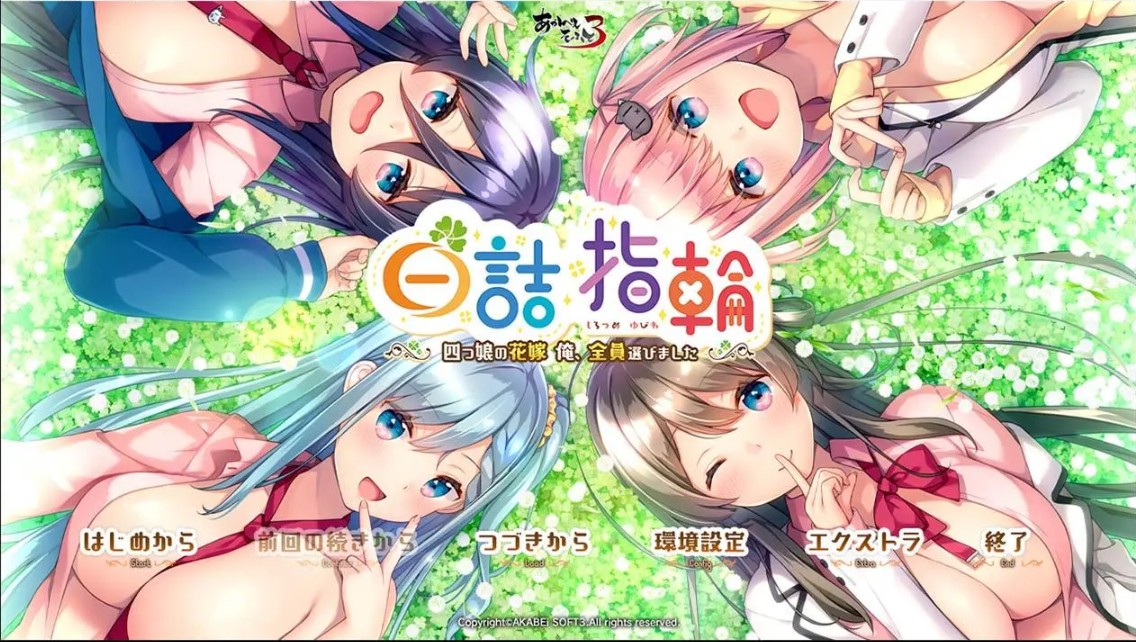 あかべぇそふと3
白詰指輪
しろつめ ゆびわ
四つ娘の花嫁 俺、全員選びました
はじめから 前回の続きから つづきから 環境設定 エクストラ 終了
Start Load Config Extra End
Copyright©AKABEi SOFT3.All rights reserved.